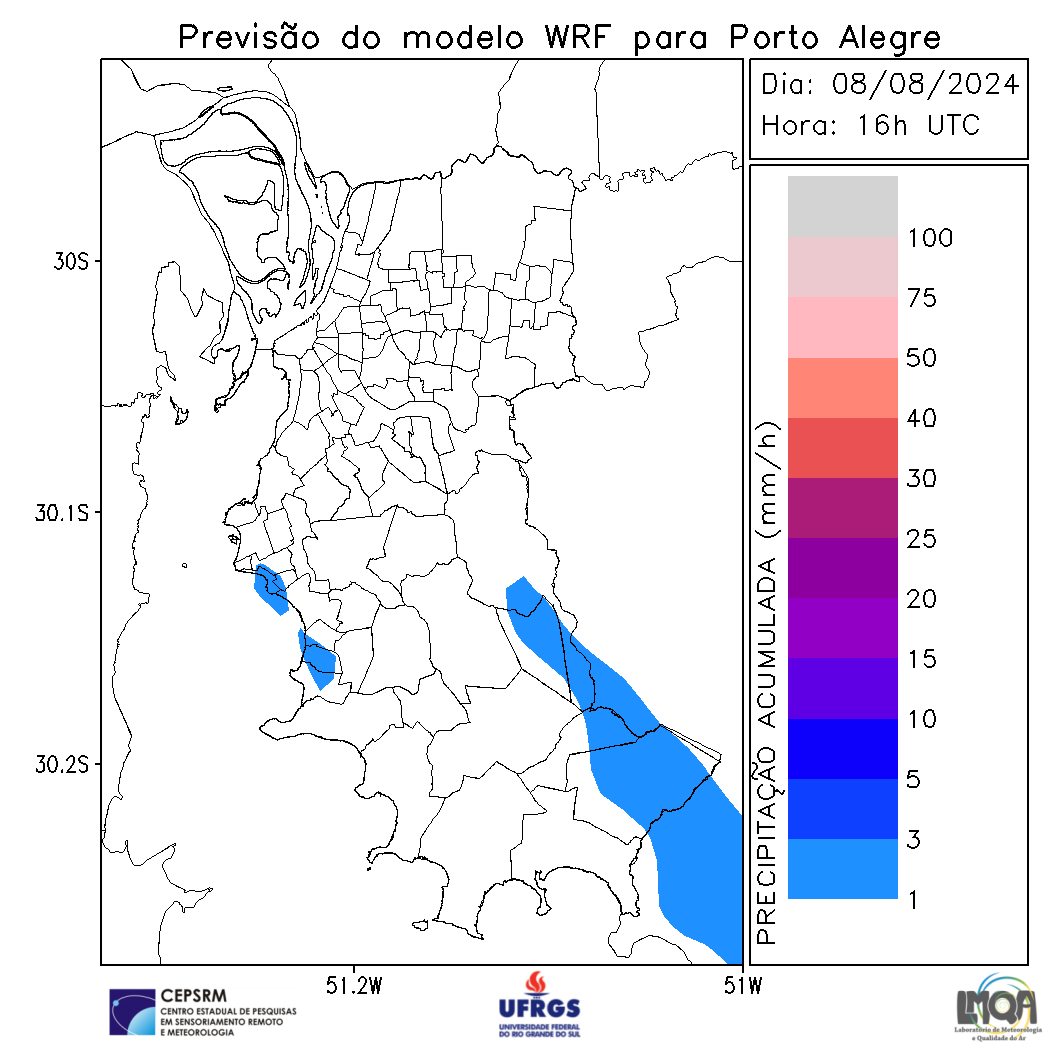 Previsão do modelo WRF para Porto Alegre
Dia: 08/08/2024
Hora: 16h UTC
30S
30.1S
30.2S
51.2W
51W
PRECIPITAÇÃO ACUMULADA (mm/h)
100
75
50
40
30
25
20
15
10
5
3
1
CEPSRM
CENTRO ESTADUAL DE PESQUISAS
EM SENSORIAMENTO REMOTO
E METEOROLOGIA
UFRGS
UNIVERSIDADE FEDERAL
DO RIO GRANDE DO SUL
LMQA
Laboratório de Meteorologia
e Qualidade do Ar